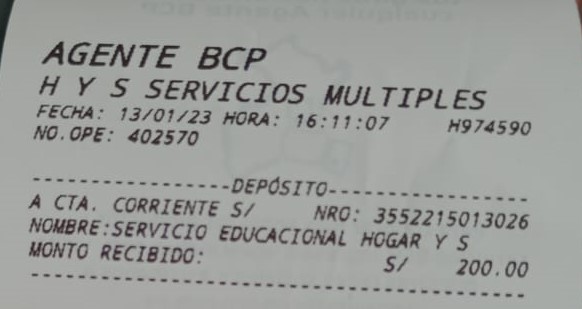 AGENTE BCP
H Y S SERVICIOS MULTIPLES
FECHA: 13/01/23 HORA: 16:11:07 H974590
NO.OPE: 402570
------------------DEPÓSITO------------------
A CTA. CORRIENTE S/ NRO: 3552215013026
NOMBRE:SERVICIO EDUCACIONAL HOGAR Y S
MONTO RECIBIDO: S/ 200.00
--------------------------------------------